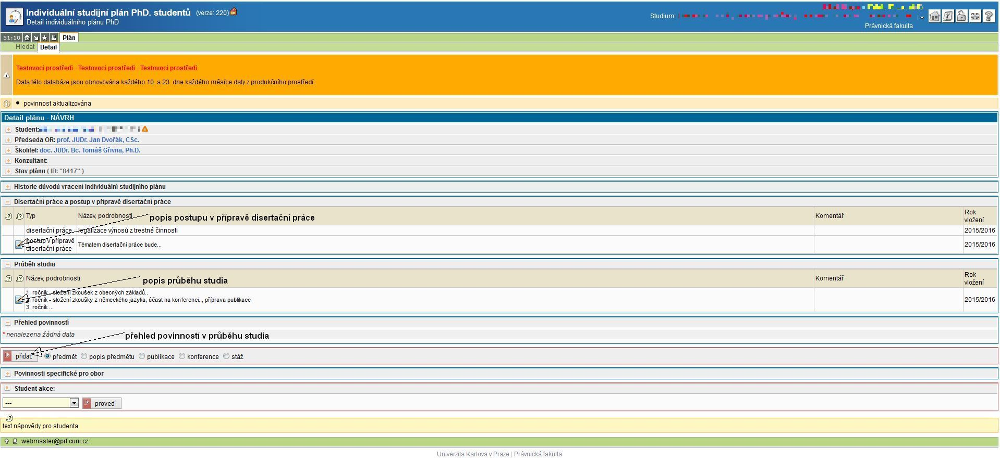 Individuální studijní plán PhD. studentů (verze: 220)
Detail individuálního plánu PhD
Studium:
Právnická fakulta
51:10 Plán
Hledat Detail
Testovací prostředí - Testovací prostředí - Testovací prostředí
Data této databáze jsou obnovována každého 10. a 23. dne každého měsíce daty z produkčního prostředí.
povinnost aktualizována
Detail plánu - NÁVRH
Student:
Předseda OR: prof. JUDr. Jan Dvořák, CSc.
Školitel: doc. JUDr. Bc. Tomáš Gřivna, Ph.D.
Konzultant:
Stav plánu ( ID: "8417" )
Historie důvodů vracení individuální studijního plánu
Disertační práce a postup v přípravě disertační práce
Typ Název, podrobnosti Komentář Rok vložení
popis postupu v přípravě disertační práce
disertační práce legalizace výnosů z trestné činnosti 2015/2016
postup v přípravě disertační práce Tématem disertační práce bude... 2015/2016
Průběh studia
Název, podrobnosti Komentář Rok vložení
popis průběhu studia
1. ročník - složení zkoušek z obecných základů..
2. ročník - složení zkoušky z německého jazyka, účast na konferenci.., příprava publikace 2015/2016
3. ročník ...
Přehled povinností
* nenalezena žádná data
přehled povinností v průběhu studia
přidat předmět popis předmětu publikace konference stáž
Povinnosti specifické pro obor
Student akce:
--- proveď
text nápovědy pro studenta
webmaster@prf.cuni.cz
Univerzita Karlova v Praze | Právnická fakulta